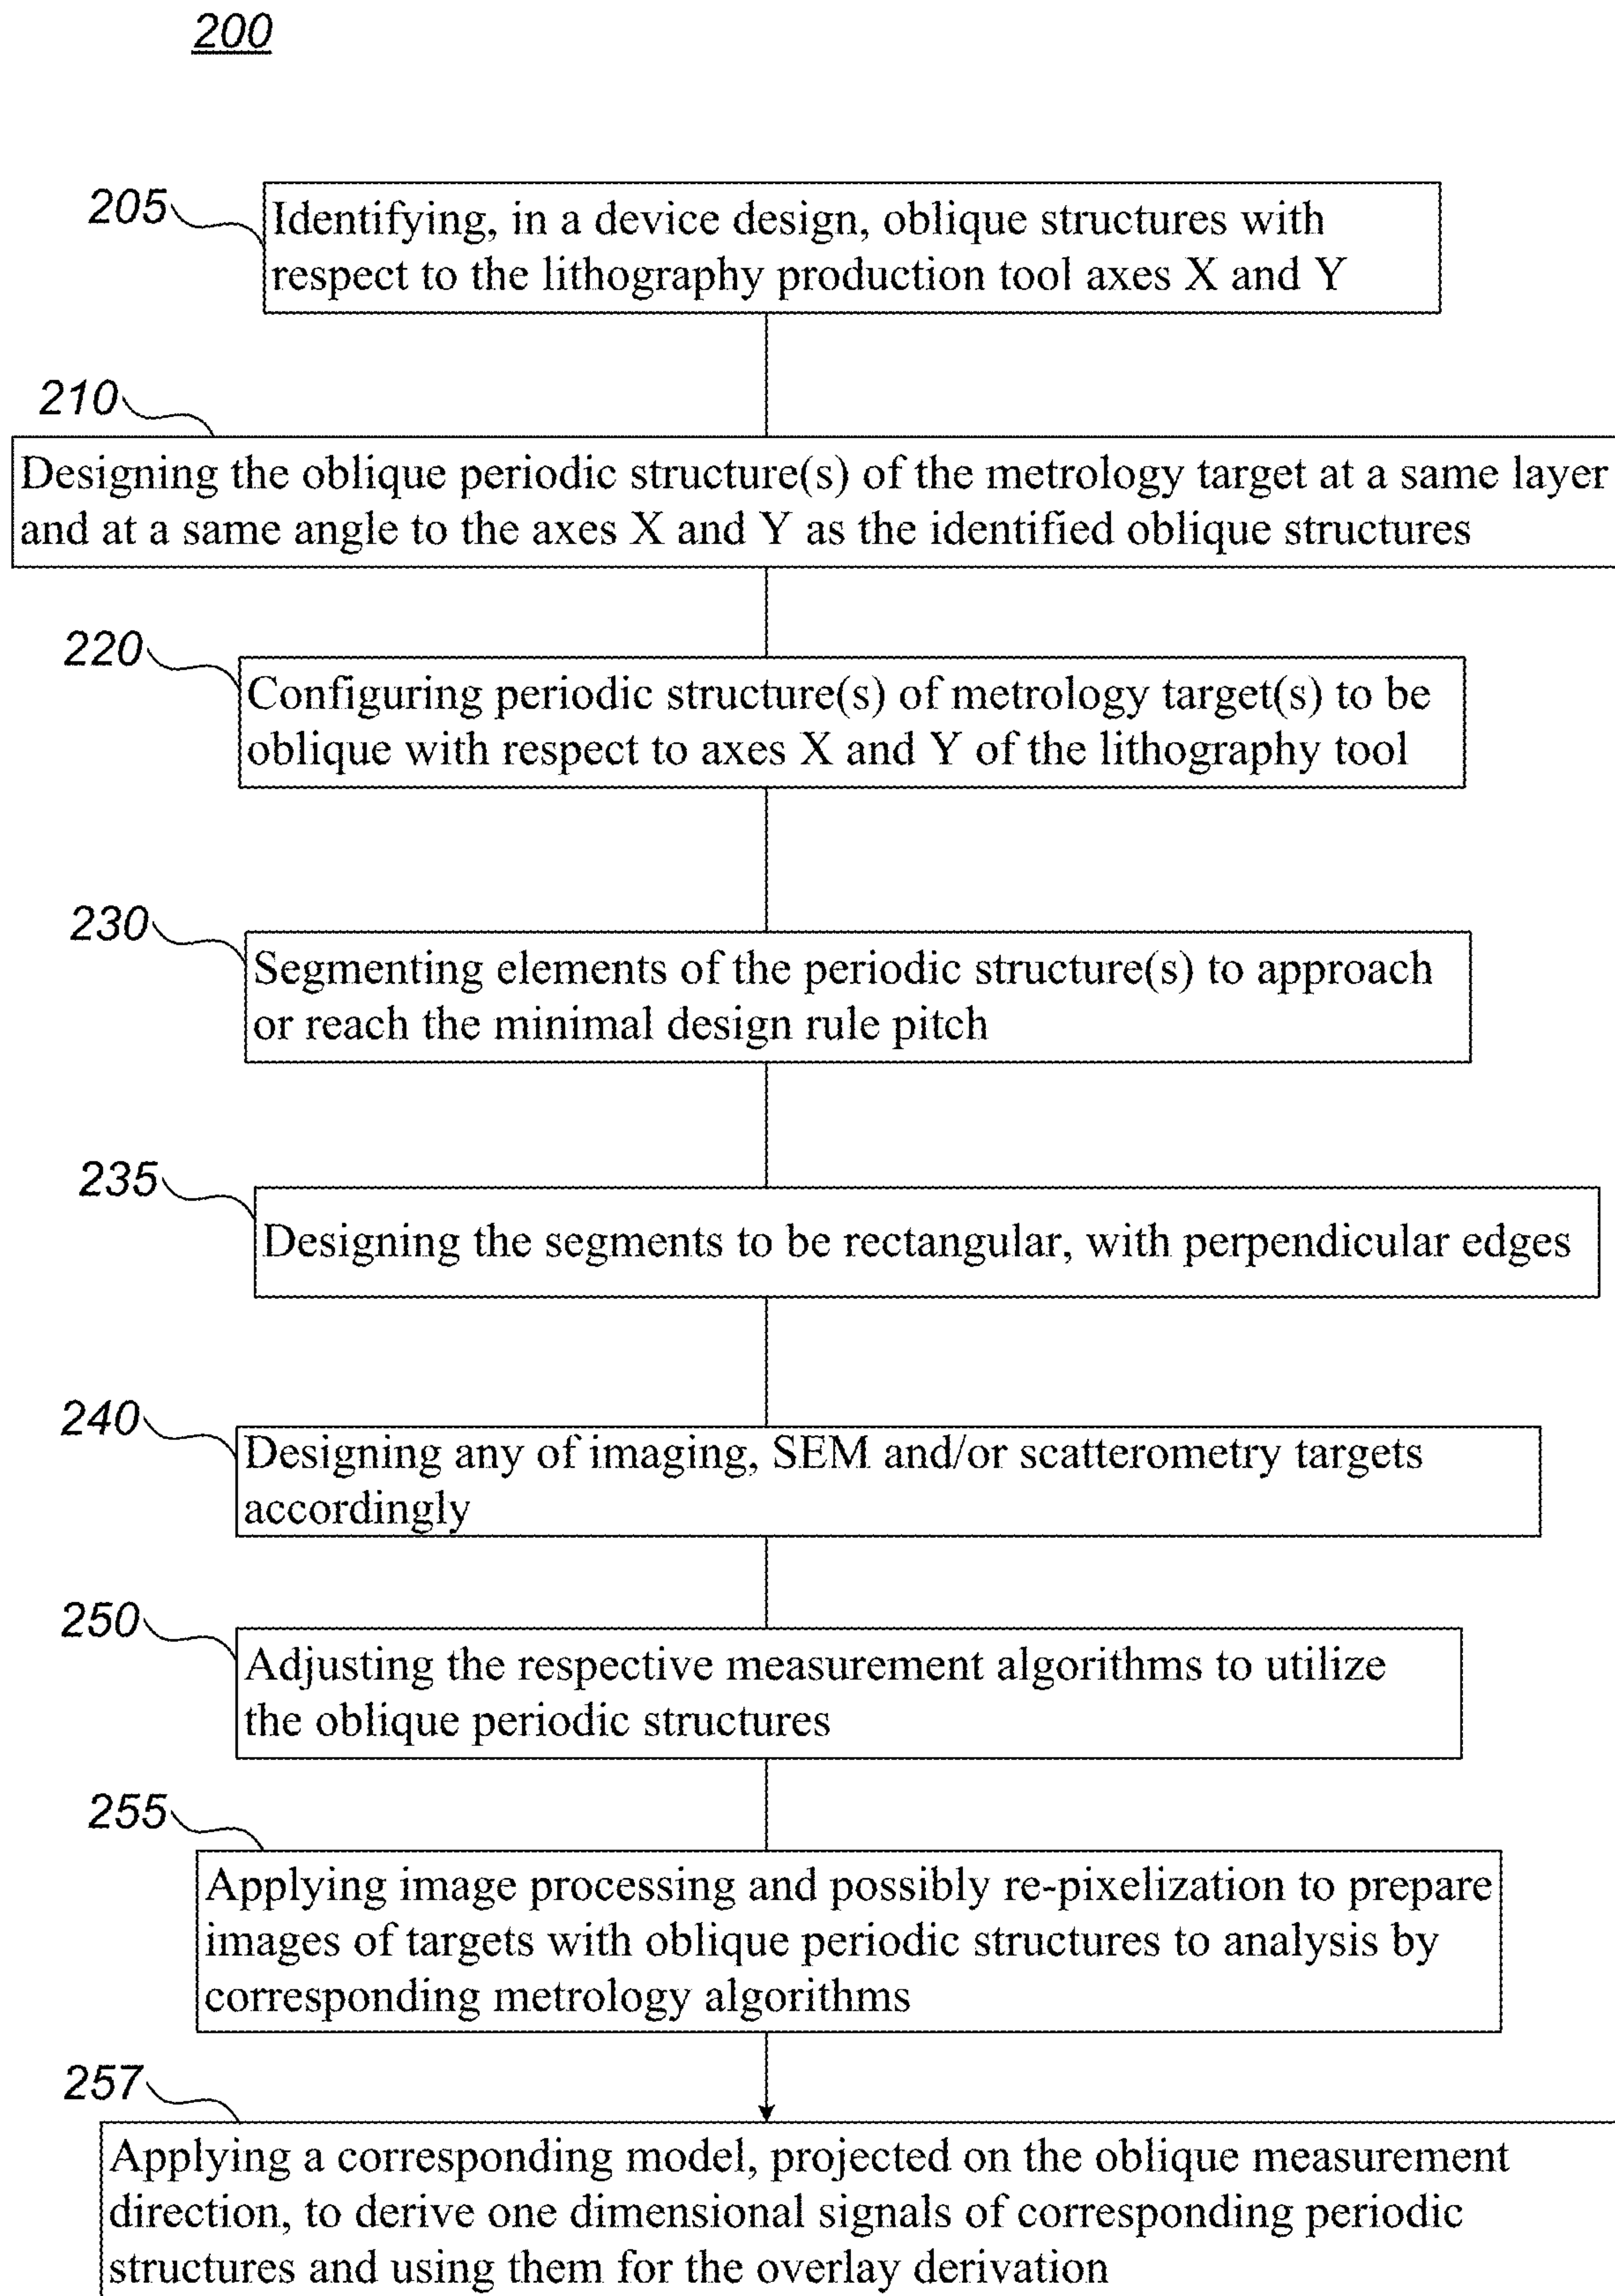 200
205
Identifying, in a device design, oblique structures with
respect to the lithography production tool axes X and Y
210
Designing the oblique periodic structure(s) of the metrology target at a same layer
and at a same angle to the axes X and Y as the identified oblique structures
220
Configuring periodic structure(s) of metrology target(s) to be
oblique with respect to axes X and Y of the lithography tool
230
Segmenting elements of the periodic structure(s) to approach
or reach the minimal design rule pitch
235
Designing the segments to be rectangular, with perpendicular edges
240
Designing any of imaging, SEM and/or scatterometry targets
accordingly
250
Adjusting the respective measurement algorithms to utilize
the oblique periodic structures
255
Applying image processing and possibly re-pixelization to prepare
images of targets with oblique periodic structures to analysis by
corresponding metrology algorithms
257
Applying a corresponding model, projected on the oblique measurement
direction, to derive one dimensional signals of corresponding periodic
structures and using them for the overlay derivation